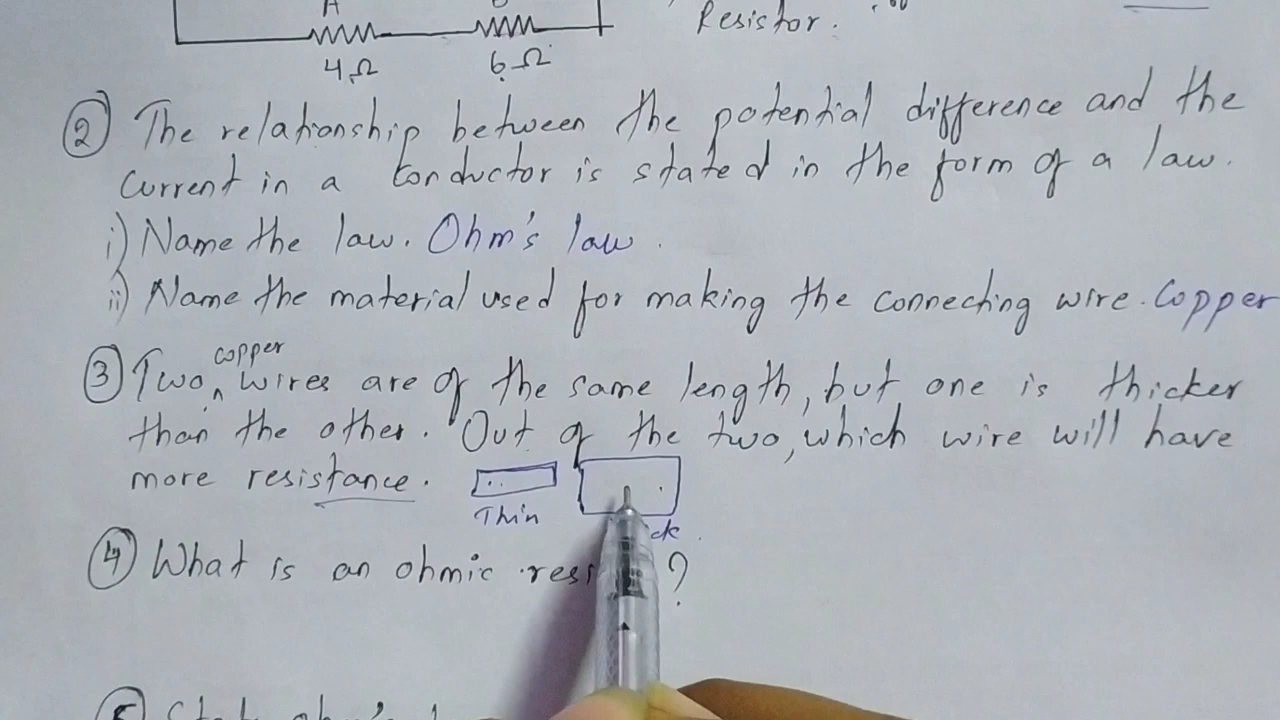 A
4Ω 6Ω
Resistor.
② The relationship between the potential difference and the
current in a conductor is stated in the form of a law.
i) Name the law. Ohm's law.
ii) Name the material used for making the connecting wire. Copper
copper
③ Two wires are of the same length, but one is thicker
than the other. Out of the two, which wire will have
more resistance.
Thin ck
④ What is an ohmic resi ?